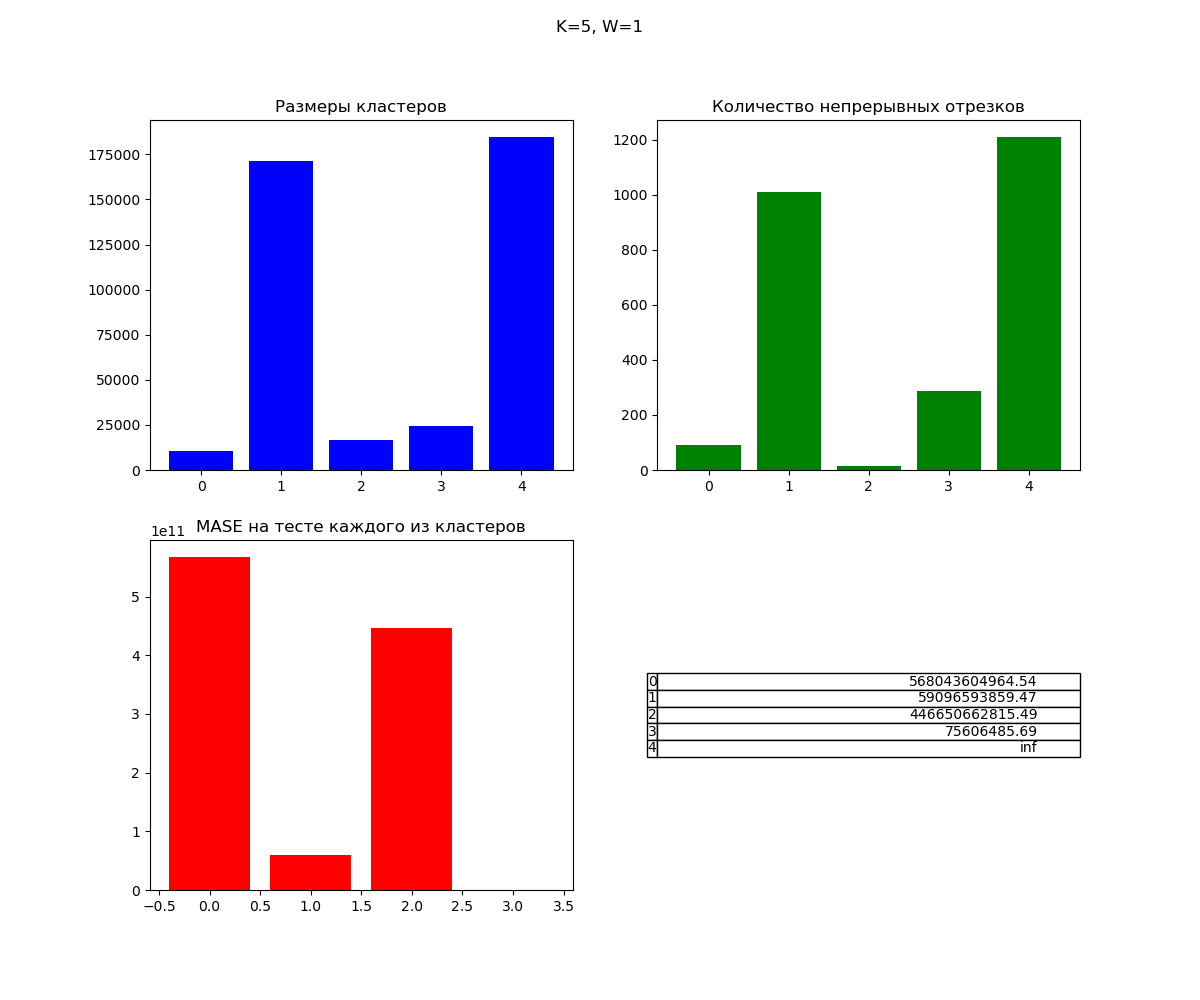 K=5, W=1
Размеры кластеров
175000
150000
125000
100000
75000
50000
25000
0
0 1 2 3 4
Количество непрерывных отрезков
1200
1000
800
600
400
200
0
0 1 2 3 4
MASE на тесте каждого из кластеров
1e11
5
4
3
2
1
0
−0.5 0.0 0.5 1.0 1.5 2.0 2.5 3.0 3.5
0 568043604964.54
1 59096593859.47
2 446650662815.49
3 75606485.69
4 inf